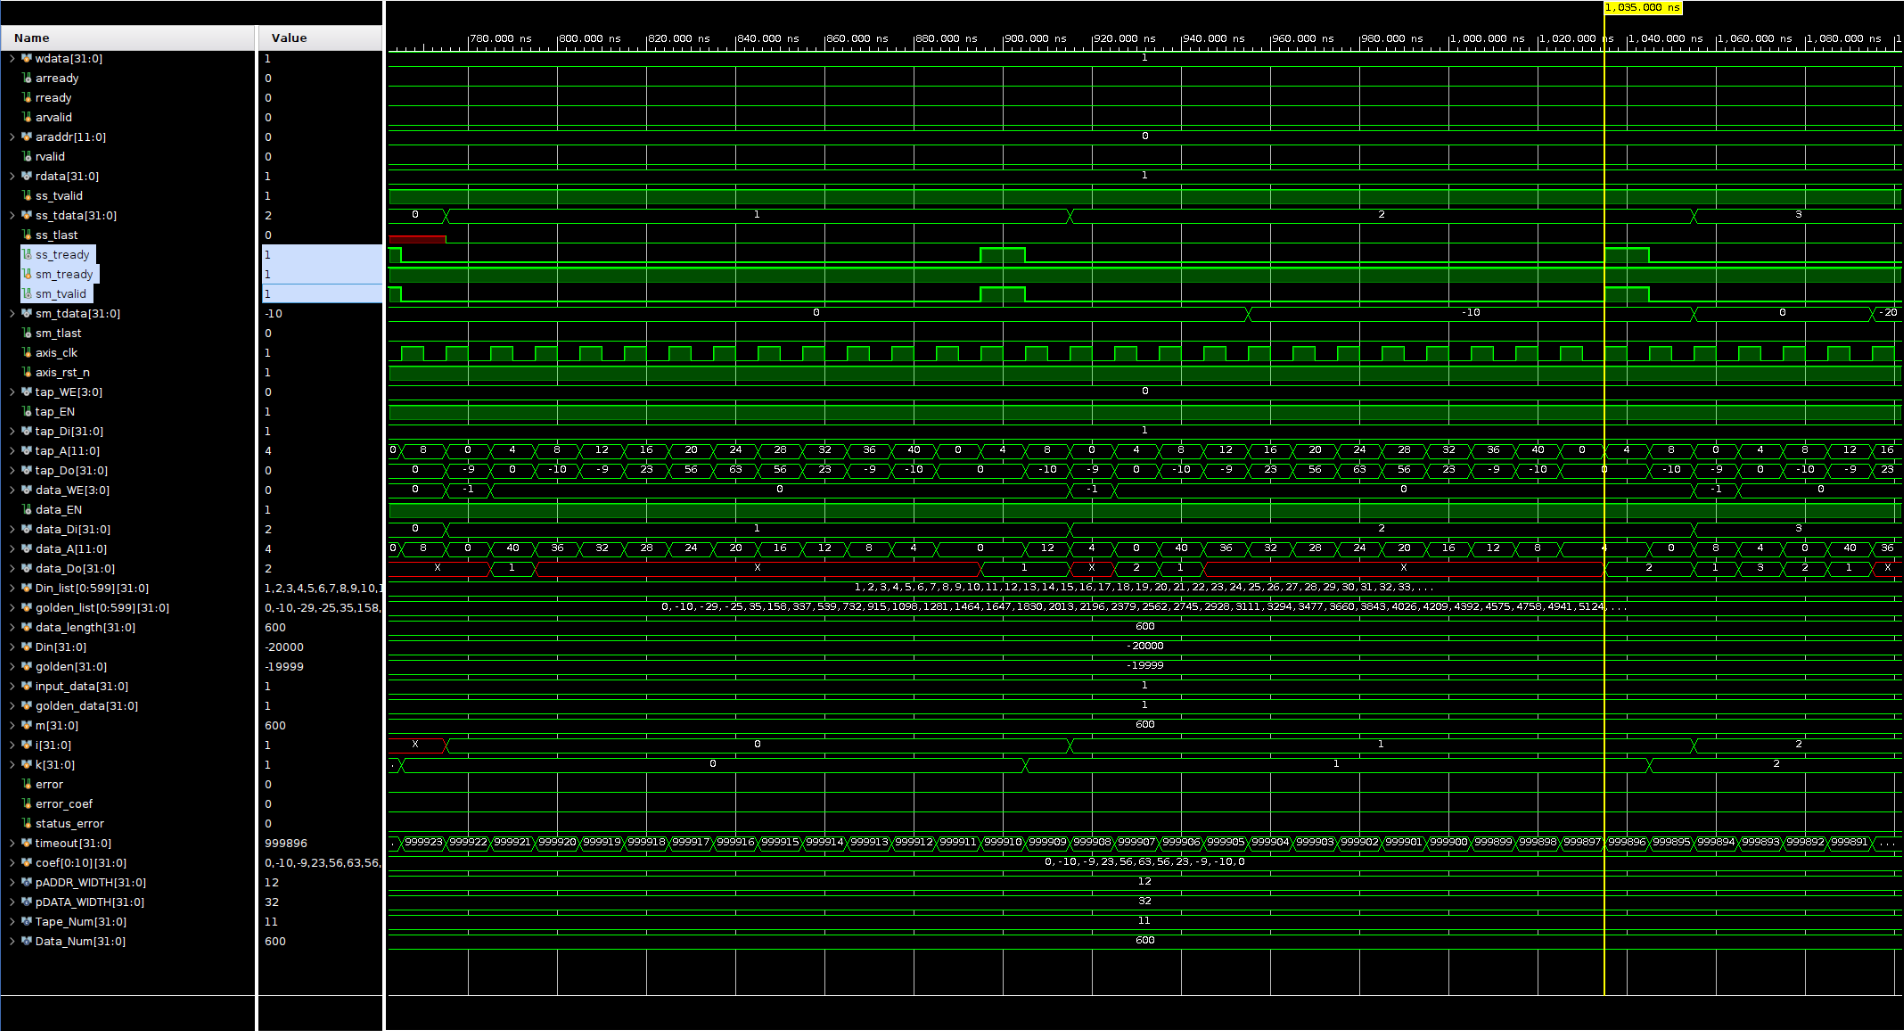 1,035.000 ns
Name Value 780.000 ns 800.000 ns 820.000 ns 840.000 ns 860.000 ns 880.000 ns 900.000 ns 920.000 ns 940.000 ns 960.000 ns 980.000 ns 1,000.000 ns 1,020.000 ns 1,040.000 ns 1,060.000 ns 1,080.000 ns 1
wdata[31:0] 1 1
arready 0
rready 0
arvalid 0
araddr[11:0] 0 0
rvalid 0
rdata[31:0] 1 1
ss_tvalid 1
ss_tdata[31:0] 2 0 1 2 3
ss_tlast 0
ss_tready 1
sm_tready 1
sm_tvalid 1
sm_tdata[31:0] -10 0 -10 0 -20
sm_tlast 0
axis_clk 1
axis_rst_n 1
tap_WE[3:0] 0 0
tap_EN 1
tap_Di[31:0] 1 1
tap_A[11:0] 4 0 8 0 4 8 12 16 20 24 28 32 36 40 0 4 8 0 4 8 12 16 20 24 28 32 36 40 0 4 8 0 4 8 12 16
tap_Do[31:0] 0 0 -9 0 -10 -9 23 56 63 56 23 -9 -10 0 -10 -9 0 -10 -9 23 56 63 56 23 -9 -10 0 -10 -9 0 -10 -9 23
data_WE[3:0] 0 0 -1 0 -1 0 -1 0
data_EN 1
data_Di[31:0] 2 0 1 2 3
data_A[11:0] 4 0 8 0 40 36 32 28 24 20 16 12 8 4 0 12 4 0 40 36 32 28 24 20 16 12 8 4 0 8 4 0 40 36
data_Do[31:0] 2 X 1 X 1 X 2 1 X 2 1 3 2 1 X
Din_list[0:599][31:0] 1,2,3,4,5,6,7,8,9,10,1 1,2,3,4,5,6,7,8,9,10,11,12,13,14,15,16,17,18,19,20,21,22,23,24,25,26,27,28,29,30,31,32,33,...
golden_list[0:599][31:0] 0,-10,-29,-25,35,158, 0,-10,-29,-25,35,158,337,539,732,915,1098,1281,1464,1647,1830,2013,2196,2379,2562,2745,2928,3111,3294,3477,3660,3843,4026,4209,4392,4575,4758,4941,5124,...
data_length[31:0] 600 600
Din[31:0] -20000 -20000
golden[31:0] -19999 -19999
input_data[31:0] 1 1
golden_data[31:0] 1 1
m[31:0] 600 600
i[31:0] 1 X 0 1 2
k[31:0] 1 . 0 1 2
error 0
error_coef 0
status_error 0
timeout[31:0] 999896 . 999923 999922 999921 999920 999919 999918 999917 999916 999915 999914 999913 999912 999911 999910 999909 999908 999907 999906 999905 999904 999903 999902 999901 999900 999899 999898 999897 999896 999895 999894 999893 999892 999891 ...
coef[0:10][31:0] 0,-10,-9,23,56,63,56, 0,-10,-9,23,56,63,56,23,-9,-10,0
pADDR_WIDTH[31:0] 12 12
pDATA_WIDTH[31:0] 32 32
Tape_Num[31:0] 11 11
Data_Num[31:0] 600 600